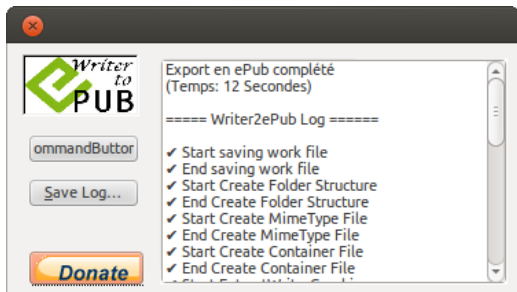 Writer
to
PUB
ommandButtor
Save Log...
Donate
Export en ePub complété
(Temps: 12 Secondes)
===== Writer2ePub Log ======
✔ Start saving work file
✔ End saving work file
✔ Start Create Folder Structure
✔ End Create Folder Structure
✔ Start Create MimeType File
✔ End Create MimeType File
✔ Start Create Container File
✔ End Create Container File